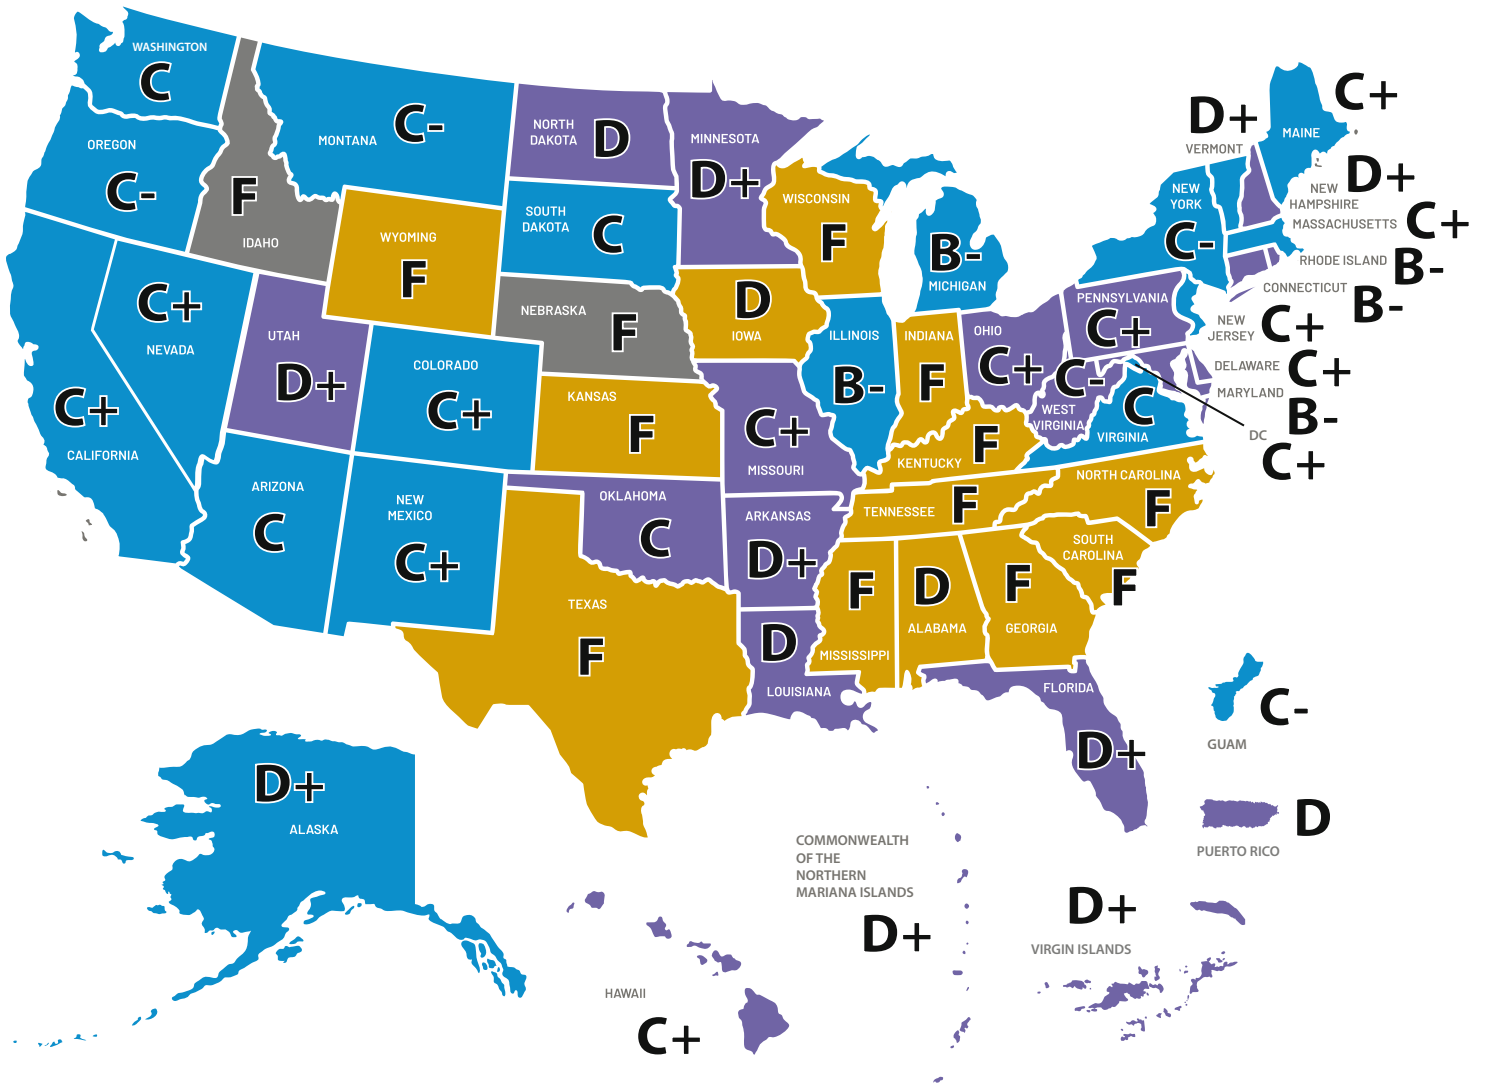 WASHINGTON
C
OREGON
C-
MONTANA
C-
IDAHO
F
NORTH
DAKOTA
D
MINNESOTA
D+
WISCONSIN
F
SOUTH
DAKOTA
C
WYOMING
F
NEBRASKA
F
IOWA
D
B-
MICHIGAN
VERMONT
D+
MAINE
C+
NEW
HAMPSHIRE
D+
NEW
YORK
C-
MASSACHUSETTS
C+
RHODE ISLAND
B-
CONNECTICUT
B-
NEW
JERSEY
C+
PENNSYLVANIA
C+
DELAWARE
C+
MARYLAND
B-
DC
C+
CALIFORNIA
C+
NEVADA
C+
UTAH
D+
COLORADO
C+
KANSAS
F
MISSOURI
C+
ILLINOIS
B-
INDIANA
F
OHIO
C+
WEST
VIRGINIA
C-
VIRGINIA
C
KENTUCKY
F
NORTH CAROLINA
F
TENNESSEE
F
SOUTH
CAROLINA
F
ARIZONA
C
NEW
MEXICO
C+
OKLAHOMA
C
ARKANSAS
D+
TEXAS
F
LOUISIANA
D
MISSISSIPPI
F
ALABAMA
D
GEORGIA
F
FLORIDA
D+
ALASKA
D+
HAWAII
C+
COMMONWEALTH
OF THE
NORTHERN
MARIANA ISLANDS
D+
VIRGIN ISLANDS
D+
GUAM
C-
PUERTO RICO
D